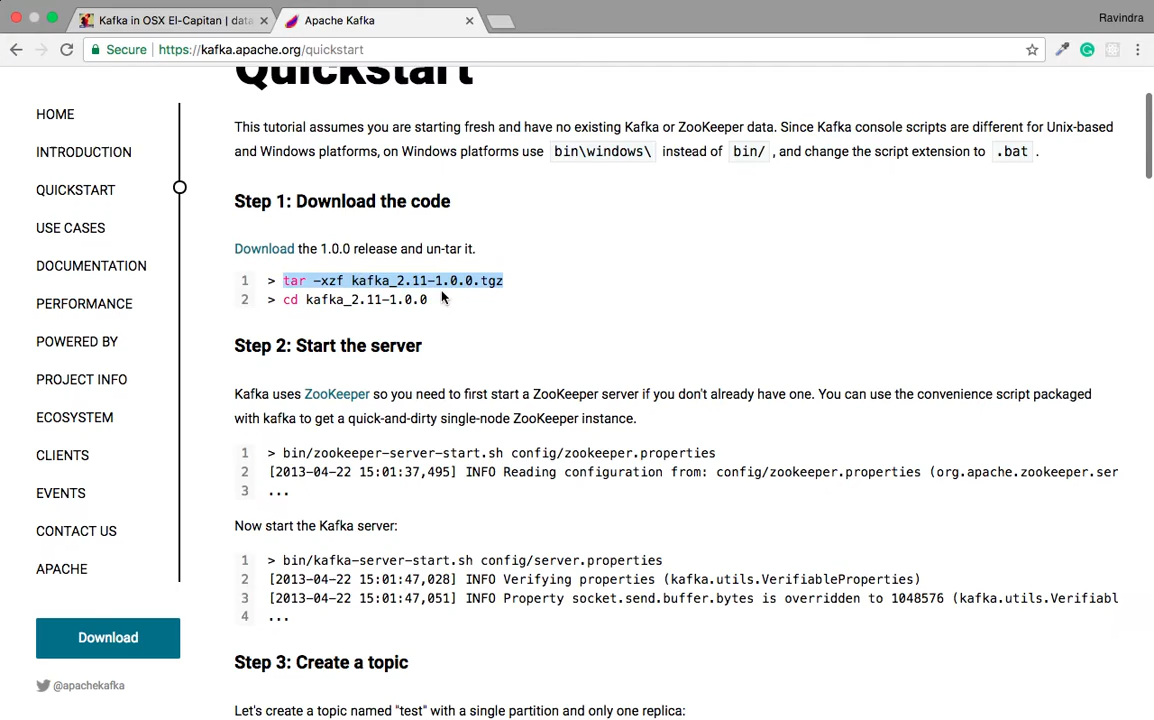 Kafka in OSX El-Capitan | data
Apache Kafka
Ravindra
Secure
https://kafka.apache.org/quickstart
Quickstart
HOME
INTRODUCTION
QUICKSTART
USE CASES
DOCUMENTATION
PERFORMANCE
POWERED BY
PROJECT INFO
ECOSYSTEM
CLIENTS
EVENTS
CONTACT US
APACHE
Download
@apachekafka
This tutorial assumes you are starting fresh and have no existing Kafka or ZooKeeper data. Since Kafka console scripts are different for Unix-based
and Windows platforms, on Windows platforms use bin\windows\ instead of bin/ , and change the script extension to .bat .
Step 1: Download the code
Download the 1.0.0 release and un-tar it.
1 > tar -xzf kafka_2.11-1.0.0.tgz
2 > cd kafka_2.11-1.0.0
Step 2: Start the server
Kafka uses ZooKeeper so you need to first start a ZooKeeper server if you don't already have one. You can use the convenience script packaged
with kafka to get a quick-and-dirty single-node ZooKeeper instance.
1 > bin/zookeeper-server-start.sh config/zookeeper.properties
2 [2013-04-22 15:01:37,495] INFO Reading configuration from: config/zookeeper.properties (org.apache.zookeeper.ser
3 ...
Now start the Kafka server:
1 > bin/kafka-server-start.sh config/server.properties
2 [2013-04-22 15:01:47,028] INFO Verifying properties (kafka.utils.VerifiableProperties)
3 [2013-04-22 15:01:47,051] INFO Property socket.send.buffer.bytes is overridden to 1048576 (kafka.utils.Verifiabl
4 ...
Step 3: Create a topic
Let's create a topic named "test" with a single partition and only one replica: